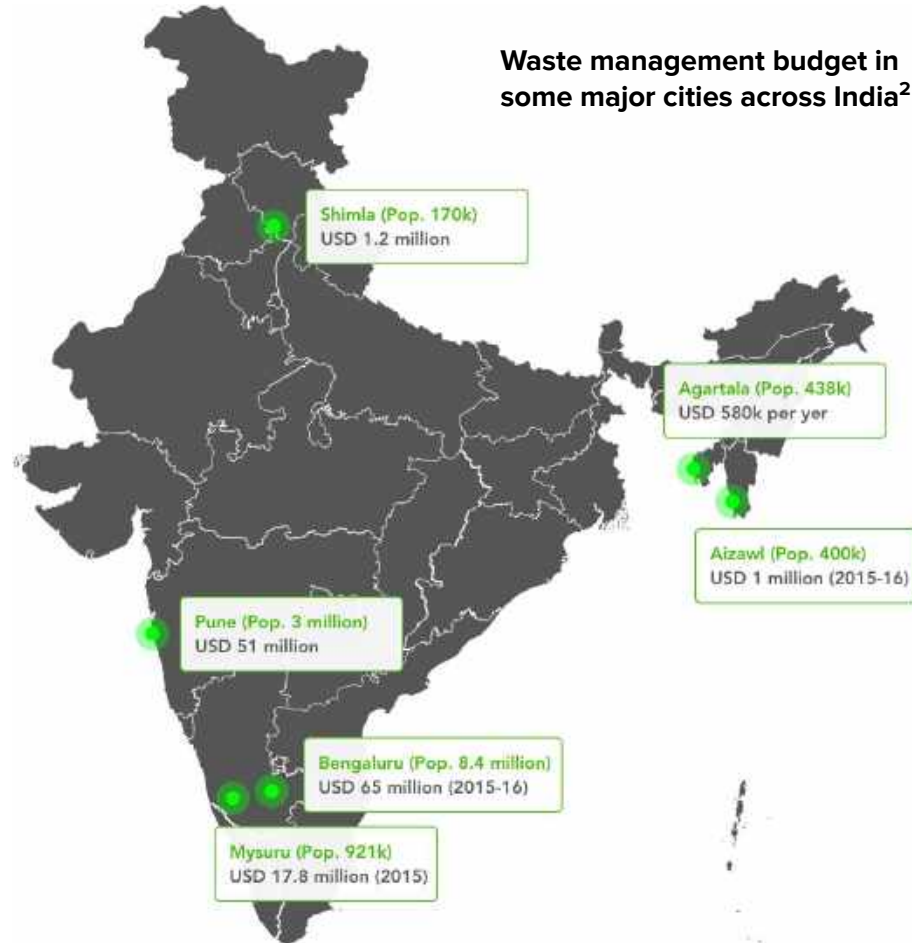 Waste management budget in
some major cities across India²
Shimla (Pop. 170k)
USD 1.2 million
Agartala (Pop. 438k)
USD 580k per yer
Aizawl (Pop. 400k)
USD 1 million (2015-16)
Pune (Pop. 3 million)
USD 51 million
Bengaluru (Pop. 8.4 million)
USD 65 million (2015-16)
Mysuru (Pop. 921k)
USD 17.8 million (2015)